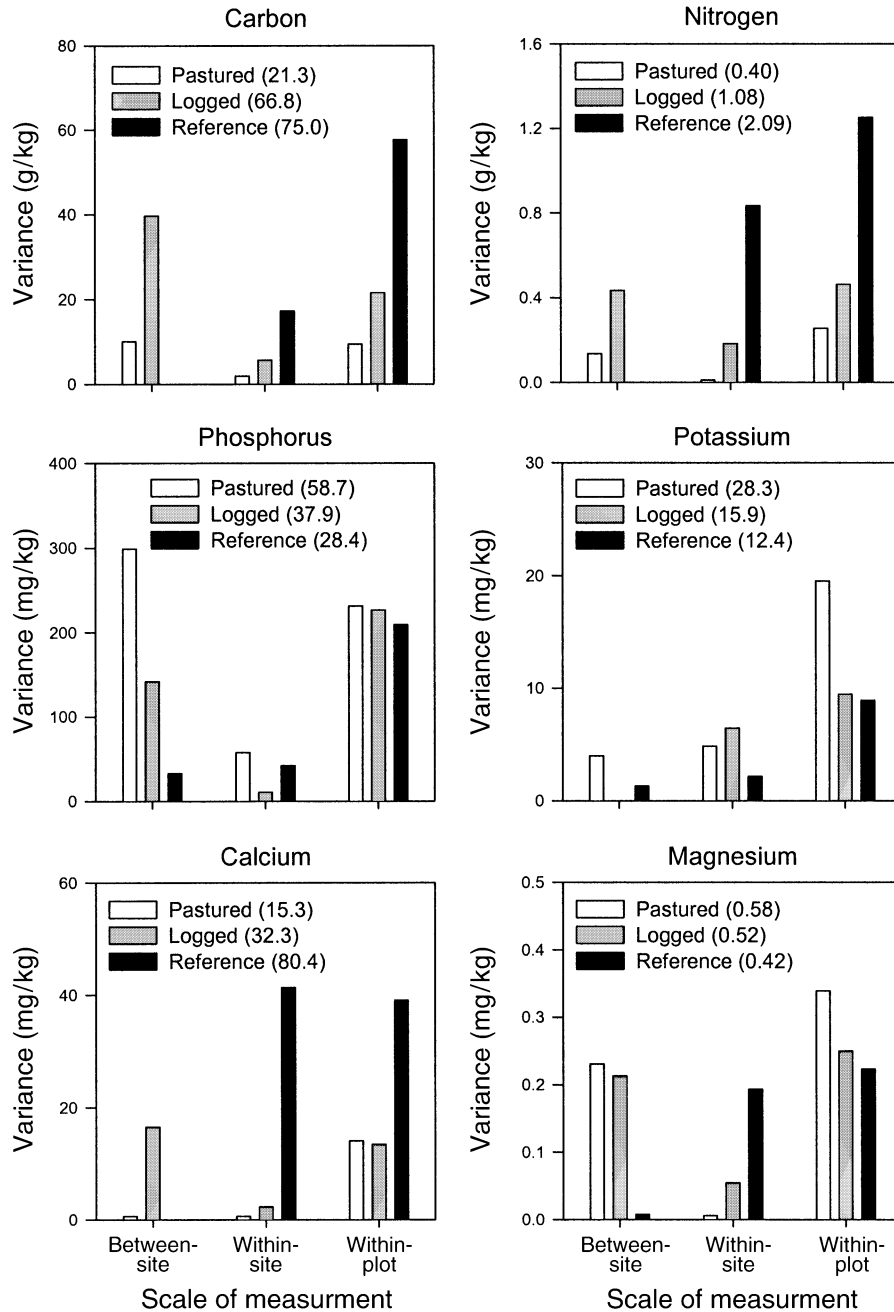 Carbon
Variance (g/kg)
80
60
40
20
0
Pastured (21.3)
Logged (66.8)
Reference (75.0)
Nitrogen
Variance (g/kg)
1.6
1.2
0.8
0.4
0.0
Pastured (0.40)
Logged (1.08)
Reference (2.09)
Phosphorus
Variance (mg/kg)
400
300
200
100
0
Pastured (58.7)
Logged (37.9)
Reference (28.4)
Potassium
Variance (mg/kg)
30
20
10
0
Pastured (28.3)
Logged (15.9)
Reference (12.4)
Calcium
Variance (mg/kg)
60
40
20
0
Pastured (15.3)
Logged (32.3)
Reference (80.4)
Between-
site
Within-
site
Within-
plot
Scale of measurment
Magnesium
Variance (mg/kg)
0.5
0.4
0.3
0.2
0.1
0.0
Pastured (0.58)
Logged (0.52)
Reference (0.42)
Between-
site
Within-
site
Within-
plot
Scale of measurment